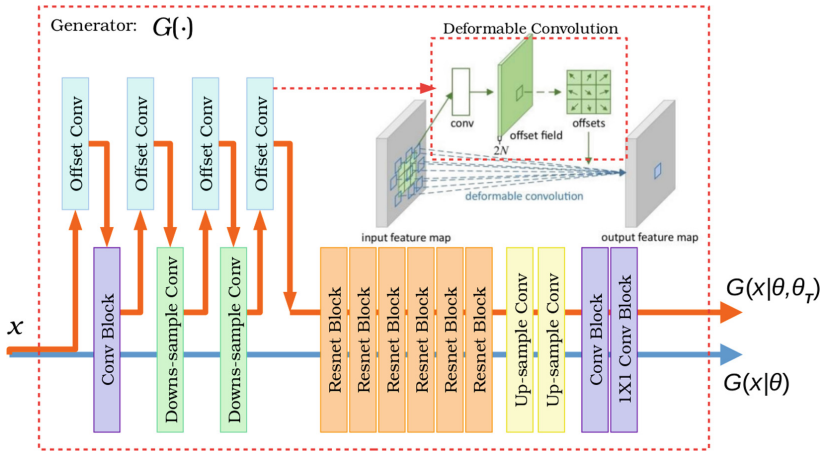 Generator: G(·)
Deformable Convolution
conv
offset field
offsets
2N
deformable convolution
input feature map
output feature map
Offset Conv
Offset Conv
Offset Conv
Offset Conv
x
Conv Block
Downs-sample Conv
Downs-sample Conv
Resnet Block
Resnet Block
Resnet Block
Resnet Block
Resnet Block
Resnet Block
Up-sample Conv
Up-sample Conv
Conv Block
1X1 Conv Block
G(x|θ,θ_T)
G(x|θ)